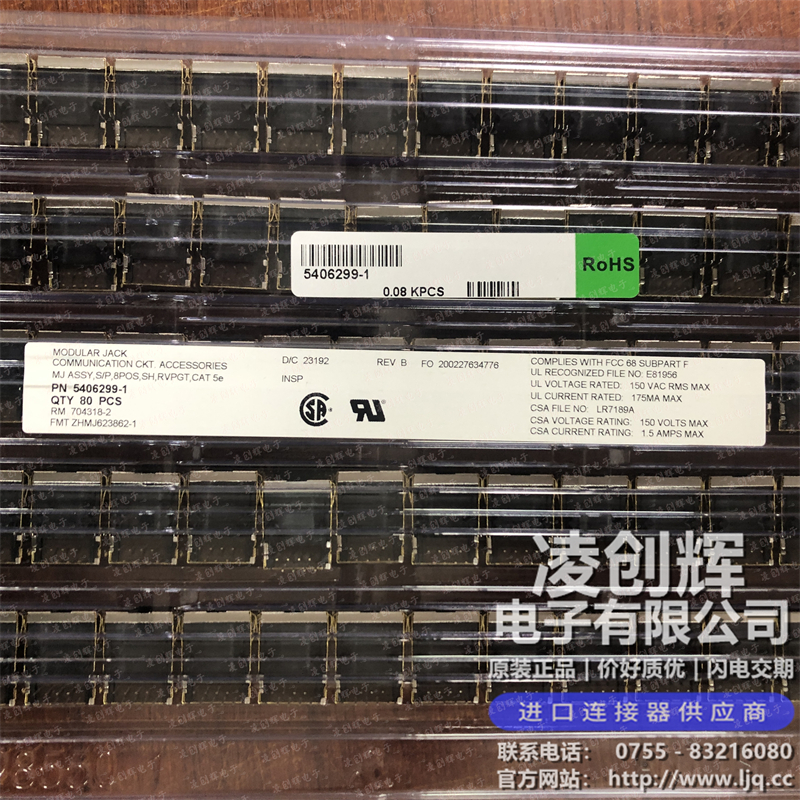 5406299-1
0.08 KPCS
RoHS
MODULAR JACK
COMMUNICATION CKT. ACCESSORIES
MJ ASSY,S/P,8POS,SH,RVPGT,CAT 5e
PN 5406299-1
QTY 80 PCS
RM 704318-2
FMT ZHMJ623862-1
D/C 23192
REV B
FO 200227634776
INSP
COMPLIES WITH FCC 68 SUBPART F
UL RECOGNIZED FILE NO: E81956
UL VOLTAGE RATED: 150 VAC RMS MAX
UL CURRENT RATED: 175MA MAX
CSA FILE NO: LR7189A
CSA VOLTAGE RATING: 150 VOLTS MAX
CSA CURRENT RATING: 1.5 AMPS MAX
凌创辉
电子有限公司
原装正品|价好质优|闪电交期
进口连接器供应商
联系电话: 0755 - 83216080
官方网站: http://www.ljq.cc